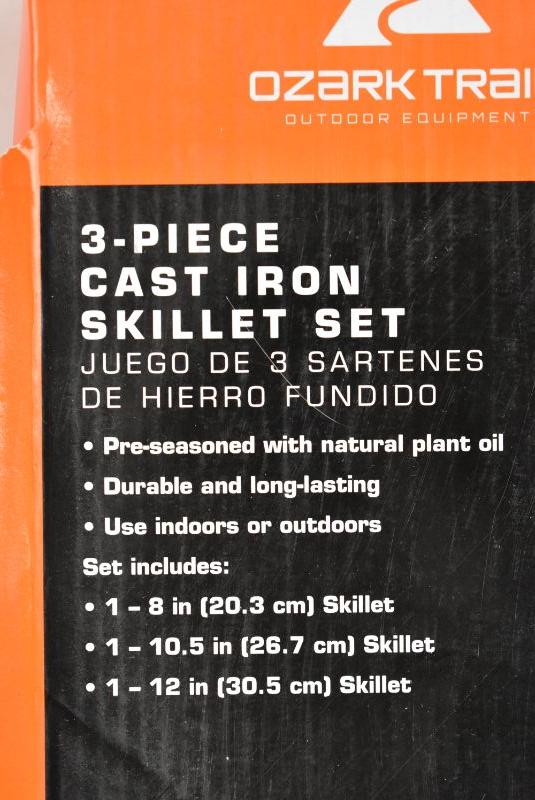 OZARK TRAI
OUTDOOR EQUIPMENT
3-PIECE
CAST IRON
SKILLET SET
JUEGO DE 3 SARTENES
DE HIERRO FUNDIDO
• Pre-seasoned with natural plant oil
• Durable and long-lasting
• Use indoors or outdoors
Set includes:
• 1 – 8 in (20.3 cm) Skillet
• 1 – 10.5 in (26.7 cm) Skillet
• 1 – 12 in (30.5 cm) Skillet